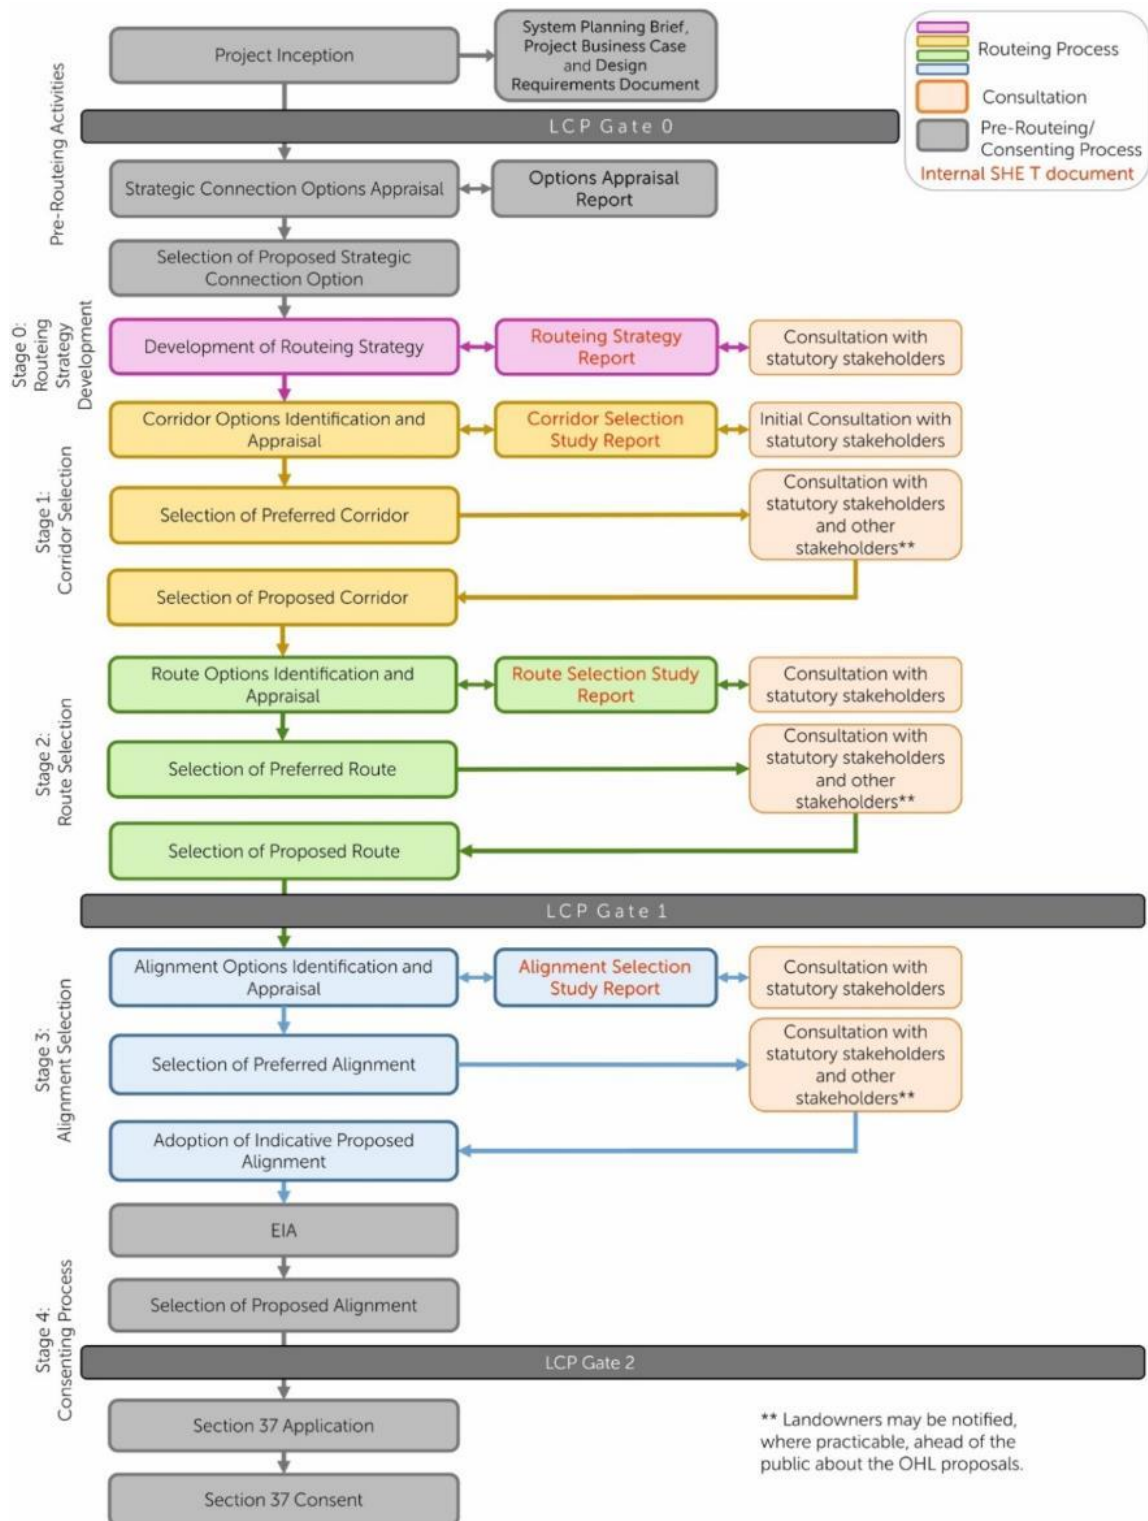 Pre-Routeing Activities
Project Inception
System Planning Brief,
Project Business Case
and Design
Requirements Document
Routeing Process
Consultation
Pre-Routeing/
Consenting Process
Internal SHE T document
LCP Gate 0
Strategic Connection Options Appraisal
Options Appraisal
Report
Selection of Proposed Strategic
Connection Option
Stage 0:
Routeing
Strategy
Development
Development of Routeing Strategy
Routeing Strategy
Report
Consultation with
statutory stakeholders
Stage 1:
Corridor Selection
Corridor Options Identification and
Appraisal
Corridor Selection
Study Report
Initial Consultation with
statutory stakeholders
Selection of Preferred Corridor
Consultation with
statutory stakeholders
and other
stakeholders**
Selection of Proposed Corridor
Stage 2:
Route Selection
Route Options Identification and
Appraisal
Route Selection Study
Report
Consultation with
statutory stakeholders
Selection of Preferred Route
Consultation with
statutory stakeholders
and other
stakeholders**
Selection of Proposed Route
LCP Gate 1
Stage 3:
Alignment Selection
Alignment Options Identification and
Appraisal
Alignment Selection
Study Report
Consultation with
statutory stakeholders
Selection of Preferred Alignment
Consultation with
statutory stakeholders
and other
stakeholders**
Adoption of Indicative Proposed
Alignment
Stage 4:
Consenting Process
EIA
Selection of Proposed Alignment
LCP Gate 2
Section 37 Application
Section 37 Consent
** Landowners may be notified,
where practicable, ahead of the
public about the OHL proposals.